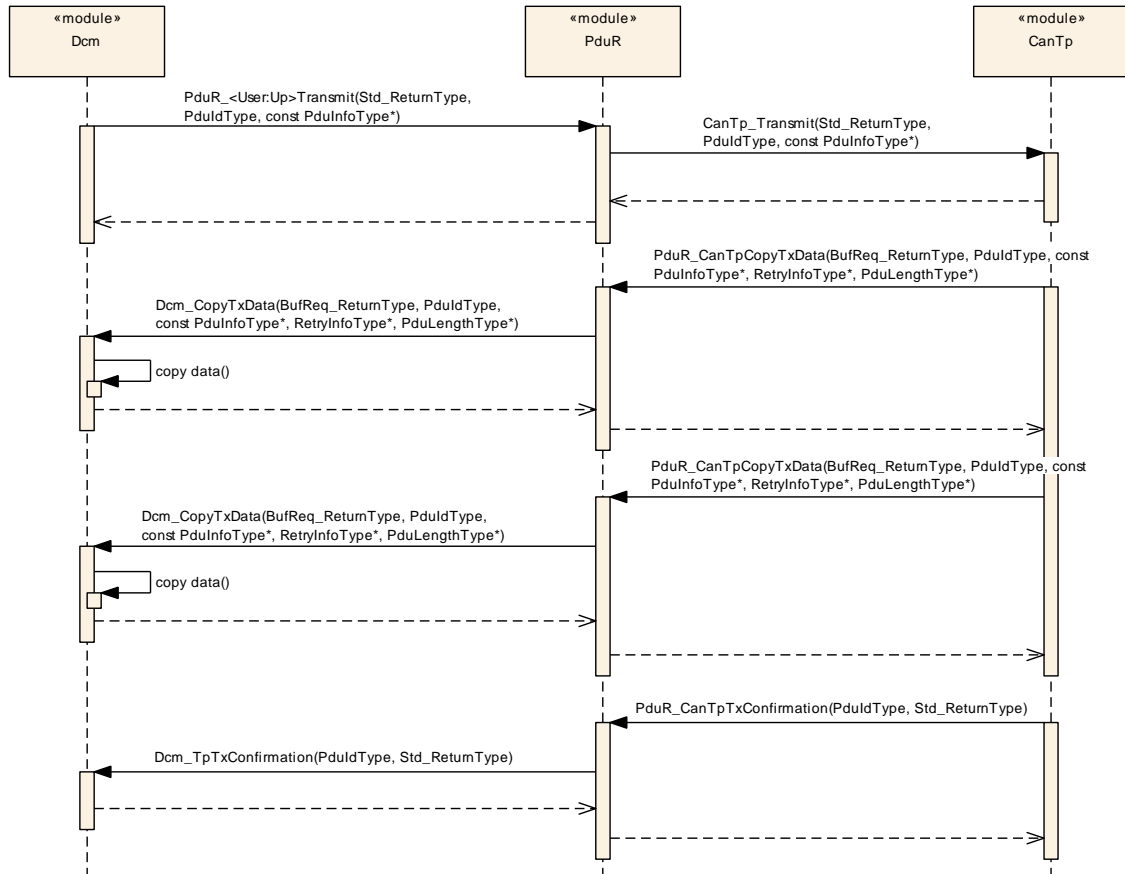 «module»
Dcm
«module»
PduR
«module»
CanTp
PduR_<User:Up>Transmit(Std_ReturnType,
PduIdType, const PduInfoType*)
CanTp_Transmit(Std_ReturnType,
PduIdType, const PduInfoType*)
PduR_CanTpCopyTxData(BufReq_ReturnType, PduIdType, const
PduInfoType*, RetryInfoType*, PduLengthType*)
Dcm_CopyTxData(BufReq_ReturnType, PduIdType,
const PduInfoType*, RetryInfoType*, PduLengthType*)
copy data()
PduR_CanTpCopyTxData(BufReq_ReturnType, PduIdType, const
PduInfoType*, RetryInfoType*, PduLengthType*)
Dcm_CopyTxData(BufReq_ReturnType, PduIdType,
const PduInfoType*, RetryInfoType*, PduLengthType*)
copy data()
PduR_CanTpTxConfirmation(PduIdType, Std_ReturnType)
Dcm_TpTxConfirmation(PduIdType, Std_ReturnType)